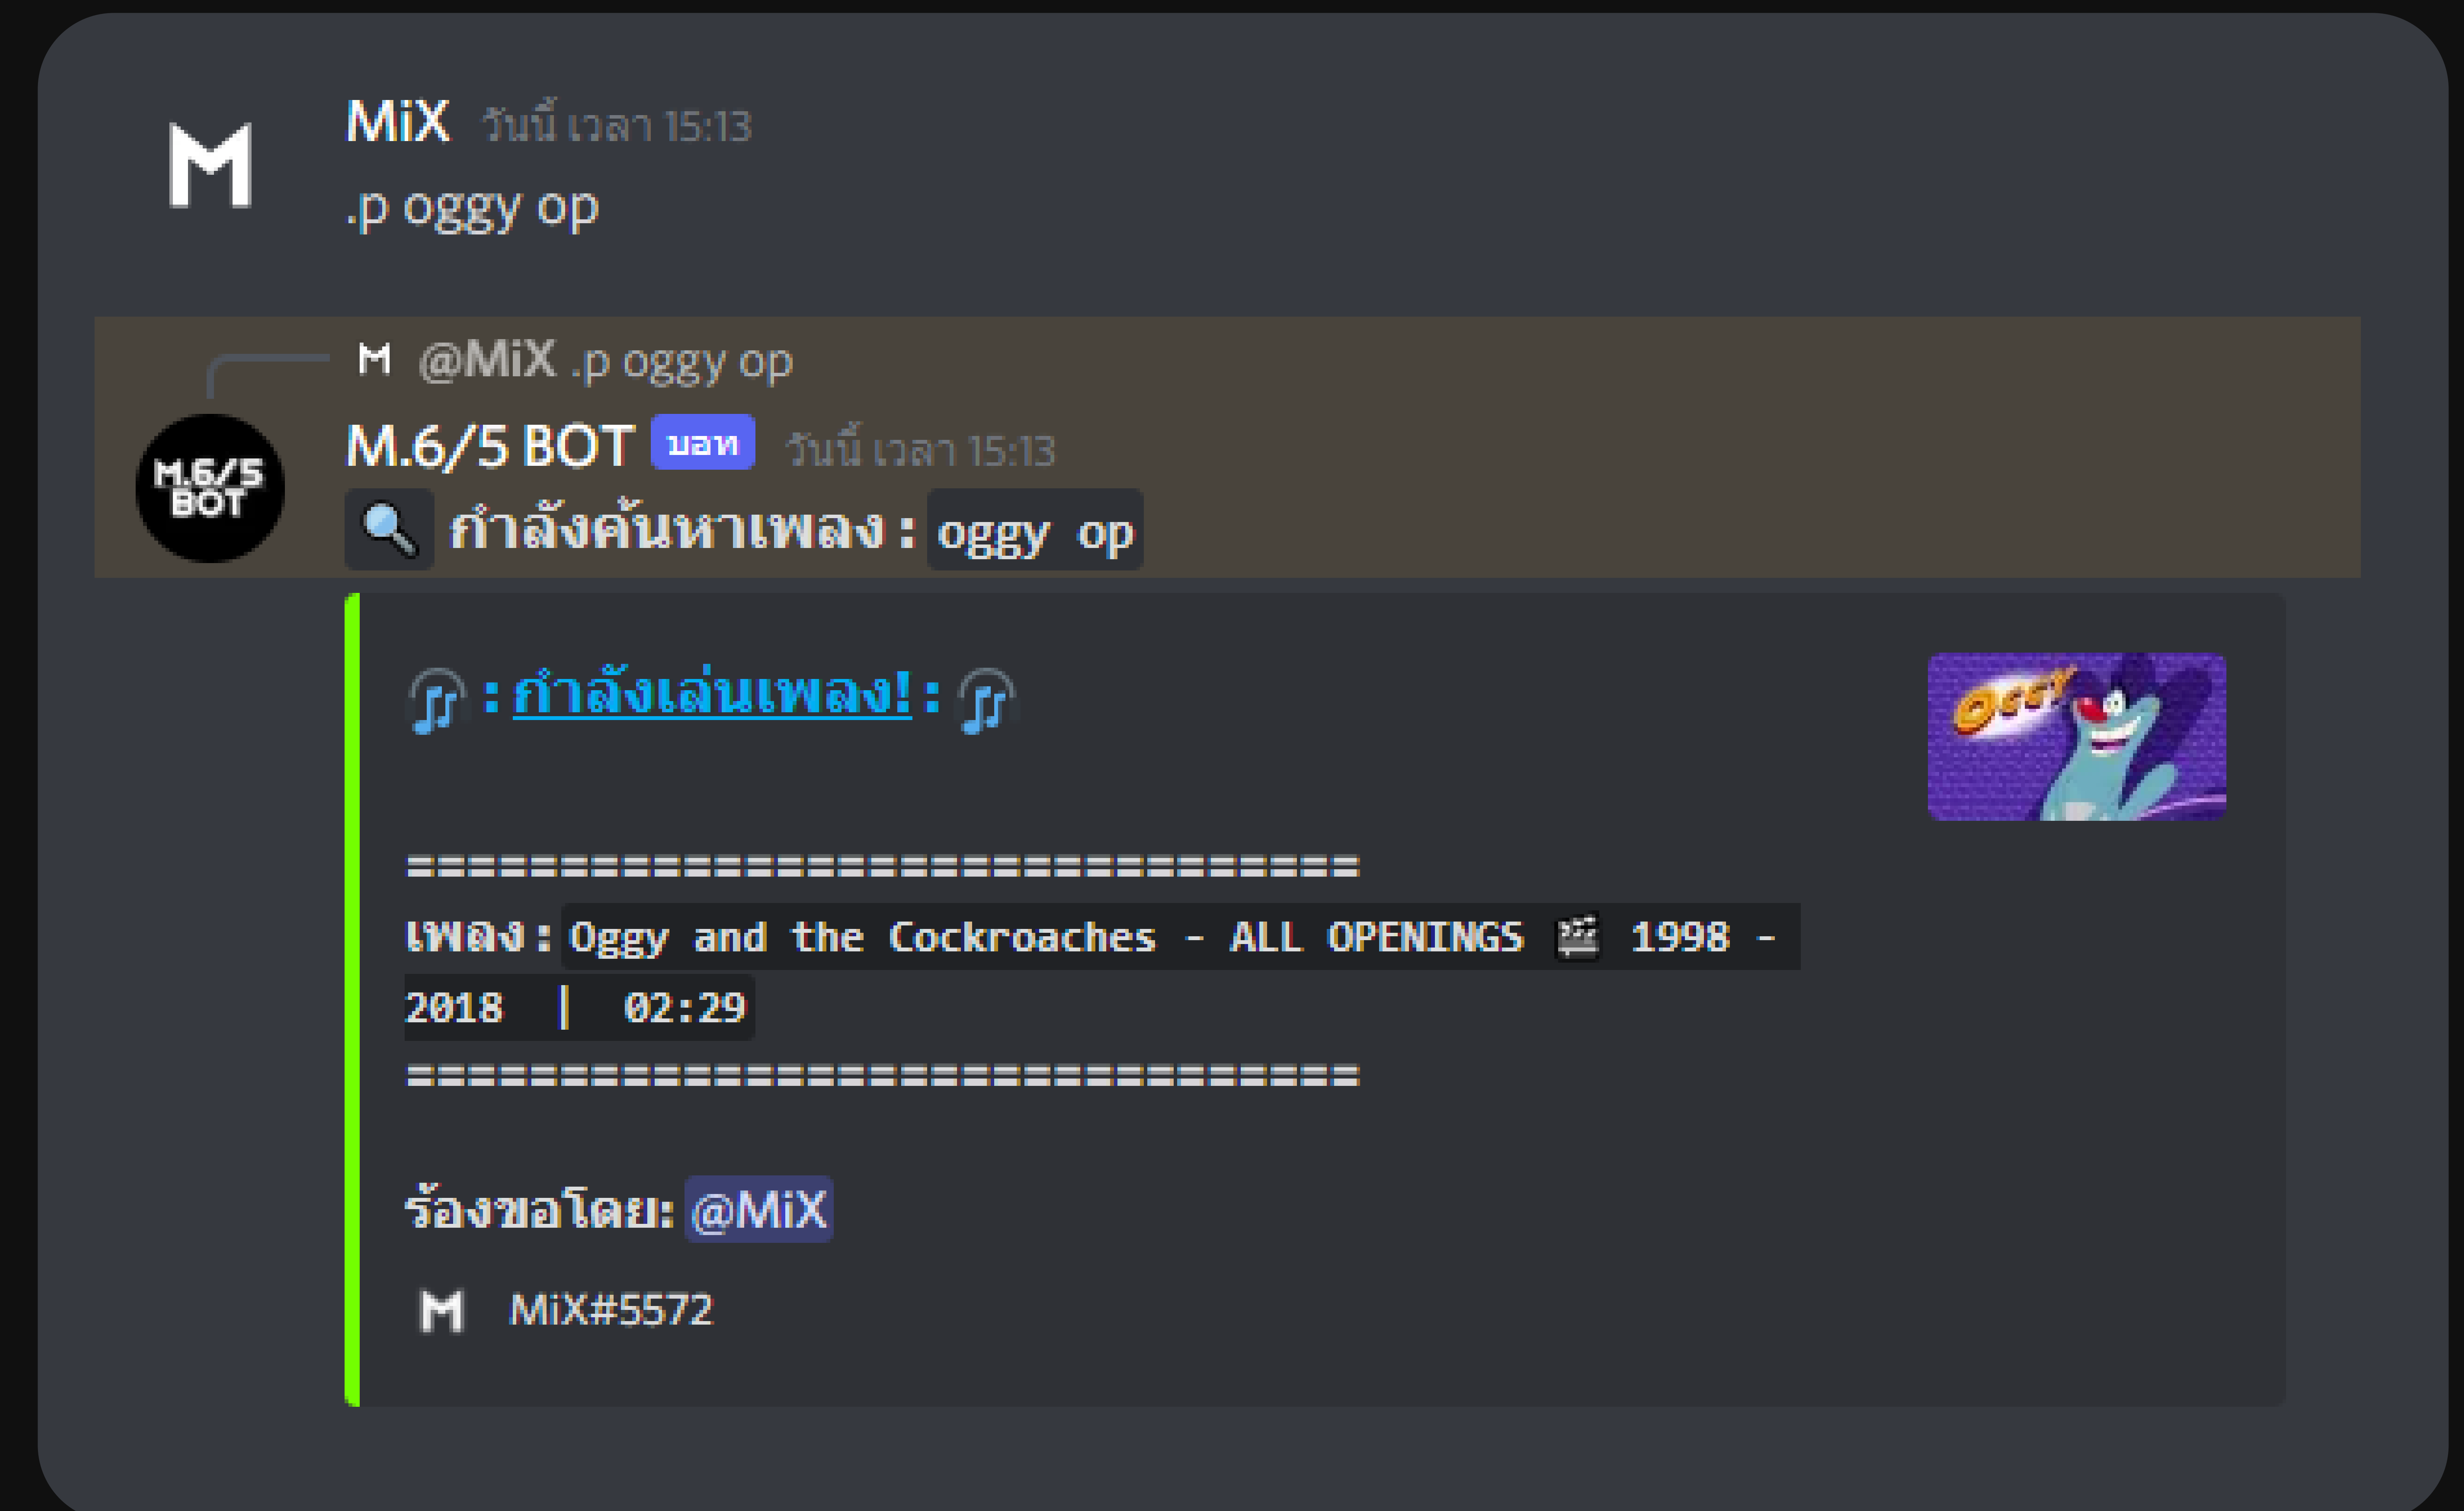 M
MiX วันนี้ เวลา 15:13
.p oggy op
M @MiX .p oggy op
M.6/5 BOT บอท วันนี้ เวลา 15:13
M.6/5
BOT
🔍 กำลังค้นหาเพลง : oggy op
🎧 : กำลังเล่นเพลง! : 🎧
OGGY
===============================
เพลง : Oggy and the Cockroaches - ALL OPENINGS 🎬 1998 -
2018 | 02:29
===============================
ร้องขอโดย: @MiX
M MiX#5572